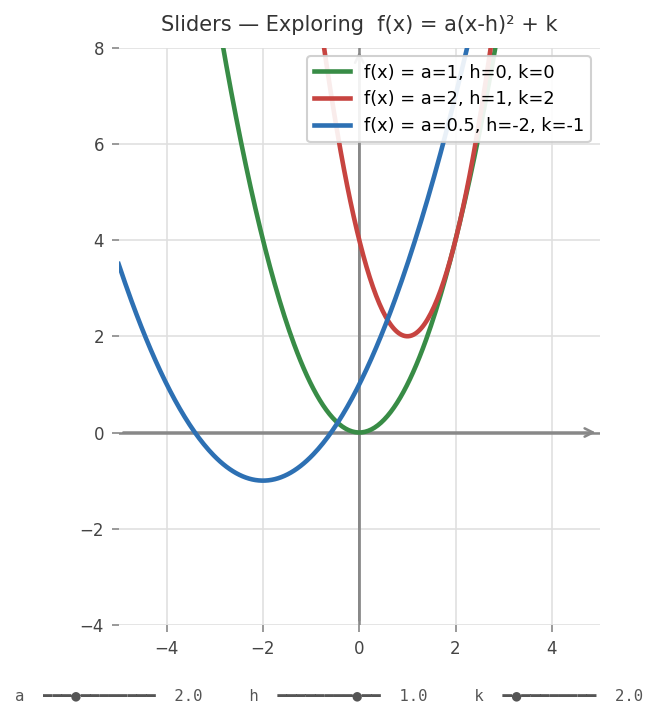 Sliders — Exploring  f(x) = a(x-h)² + k
8
f(x) = a=1, h=0, k=0
f(x) = a=2, h=1, k=2
f(x) = a=0.5, h=-2, k=-1
6
4
2
0
−2
−4
−4 −2 0 2 4
a 2.0 h 1.0 k 2.0